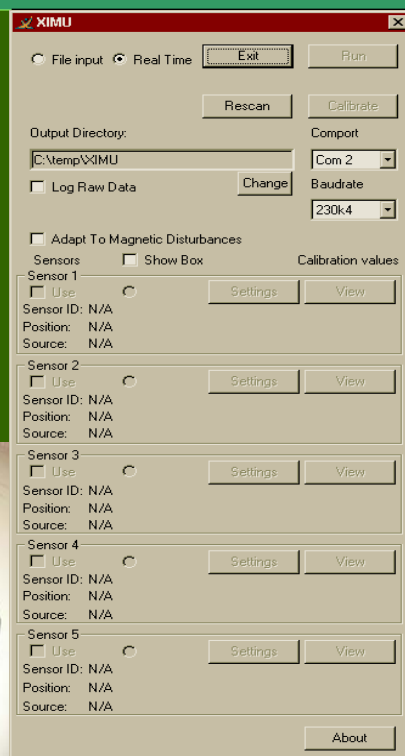 XIMU
File input Real Time Exit Run
Rescan Calibrate
Output Directory: Comport
C:\temp\XIMU Com 2
Log Raw Data Change Baudrate
230k4
Adapt To Magnetic Disturbances
Sensors Show Box Calibration values
Sensor 1
Use Settings View
Sensor ID: N/A
Position: N/A
Source: N/A
Sensor 2
Use Settings View
Sensor ID: N/A
Position: N/A
Source: N/A
Sensor 3
Use Settings View
Sensor ID: N/A
Position: N/A
Source: N/A
Sensor 4
Use Settings View
Sensor ID: N/A
Position: N/A
Source: N/A
Sensor 5
Use Settings View
Sensor ID: N/A
Position: N/A
Source: N/A
About